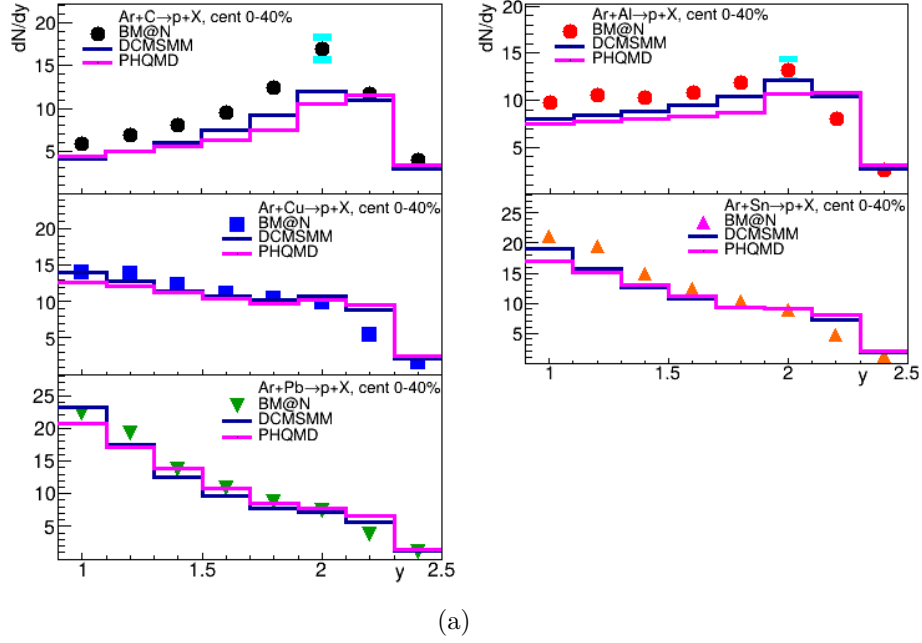 dN/dy
20
15
10
5
Ar+C→p+X, cent 0-40%
BM@N
DCMSMM
PHQMD
dN/dy
20
15
10
5
Ar+Al→p+X, cent 0-40%
BM@N
DCMSMM
PHQMD
20
15
10
5
Ar+Cu→p+X, cent 0-40%
BM@N
DCMSMM
PHQMD
25
20
15
10
5
Ar+Sn→p+X, cent 0-40%
BM@N
DCMSMM
PHQMD
1 1.5 2 y 2.5
25
20
15
10
5
Ar+Pb→p+X, cent 0-40%
BM@N
DCMSMM
PHQMD
1 1.5 2 y 2.5
(a)